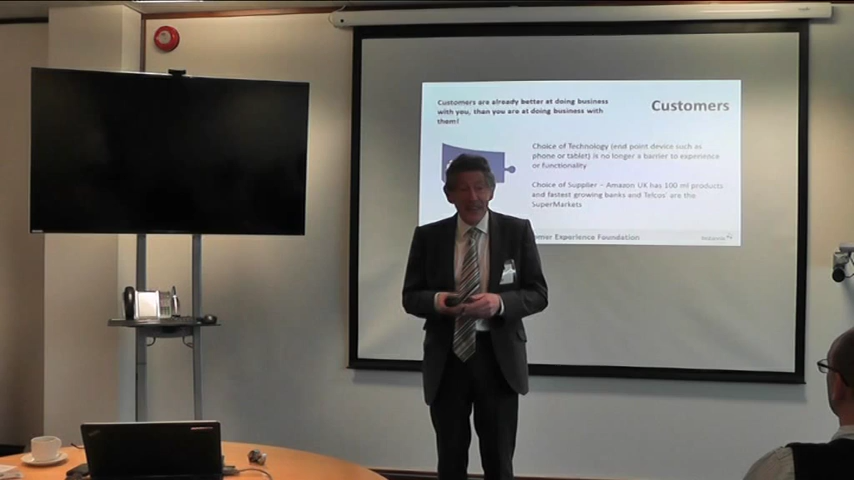 Customers are already better at doing business
with you, than you are at doing business with
them!
Customers
Choice of Technology (end point device such as
phone or tablet) is no longer a barrier to experience
or functionality
Choice of Supplier – Amazon UK has 100 ml products
and fastest growing banks and Telcos' are the
SuperMarkets
omer Experience Foundation